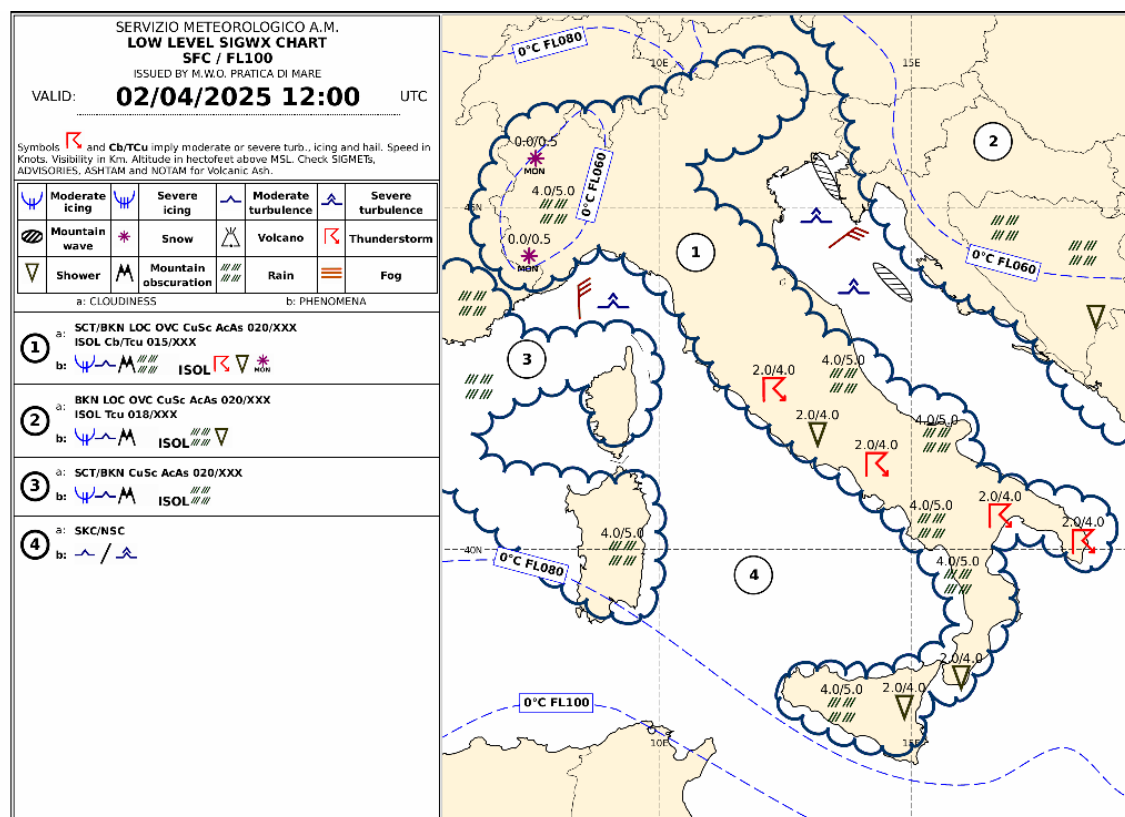 SERVIZIO METEOROLOGICO A.M.
LOW LEVEL SIGWX CHART
SFC / FL100
ISSUED BY M.W.O. PRATICA DI MARE
VALID: 02/04/2025 12:00 UTC
Symbols and Cb/TCu imply moderate or severe turb., icing and hail. Speed in
Knots. Visibility in Km. Altitude in hectofeet above MSL. Check SIGMETs,
ADVISORIES, ASHTAM and NOTAM for Volcanic Ash.
Moderate icing
Severe icing
Moderate turbulence
Severe turbulence
Mountain wave
Snow
Volcano
Thunderstorm
Shower
Mountain obscuration
Rain
Fog
a: CLOUDINESS b: PHENOMENA
1
a: SCT/BKN LOC OVC CuSc AcAs 020/XXX
ISOL Cb/Tcu 015/XXX
b: ISOL MON
2
a: BKN LOC OVC CuSc AcAs 020/XXX
ISOL Tcu 018/XXX
b: ISOL
3
a: SCT/BKN CuSc AcAs 020/XXX
b: ISOL
4
a: SKC/NSC
b: /
0°C FL080
10E
15E
0.0/0.5
MON
2
0°C FL060
4.0/5.0
45N
0.0/0.5
MON
1
0°C FL060
3
4.0/5.0
2.0/4.0
2.0/4.0
4.0/5.0
2.0/4.0
2.0/4.0
4.0/5.0
2.0/4.0
4.0/5.0
40N
0°C FL080
4.0/5.0
4
2.0/4.0
4.0/5.0
2.0/4.0
0°C FL100
10E
15E